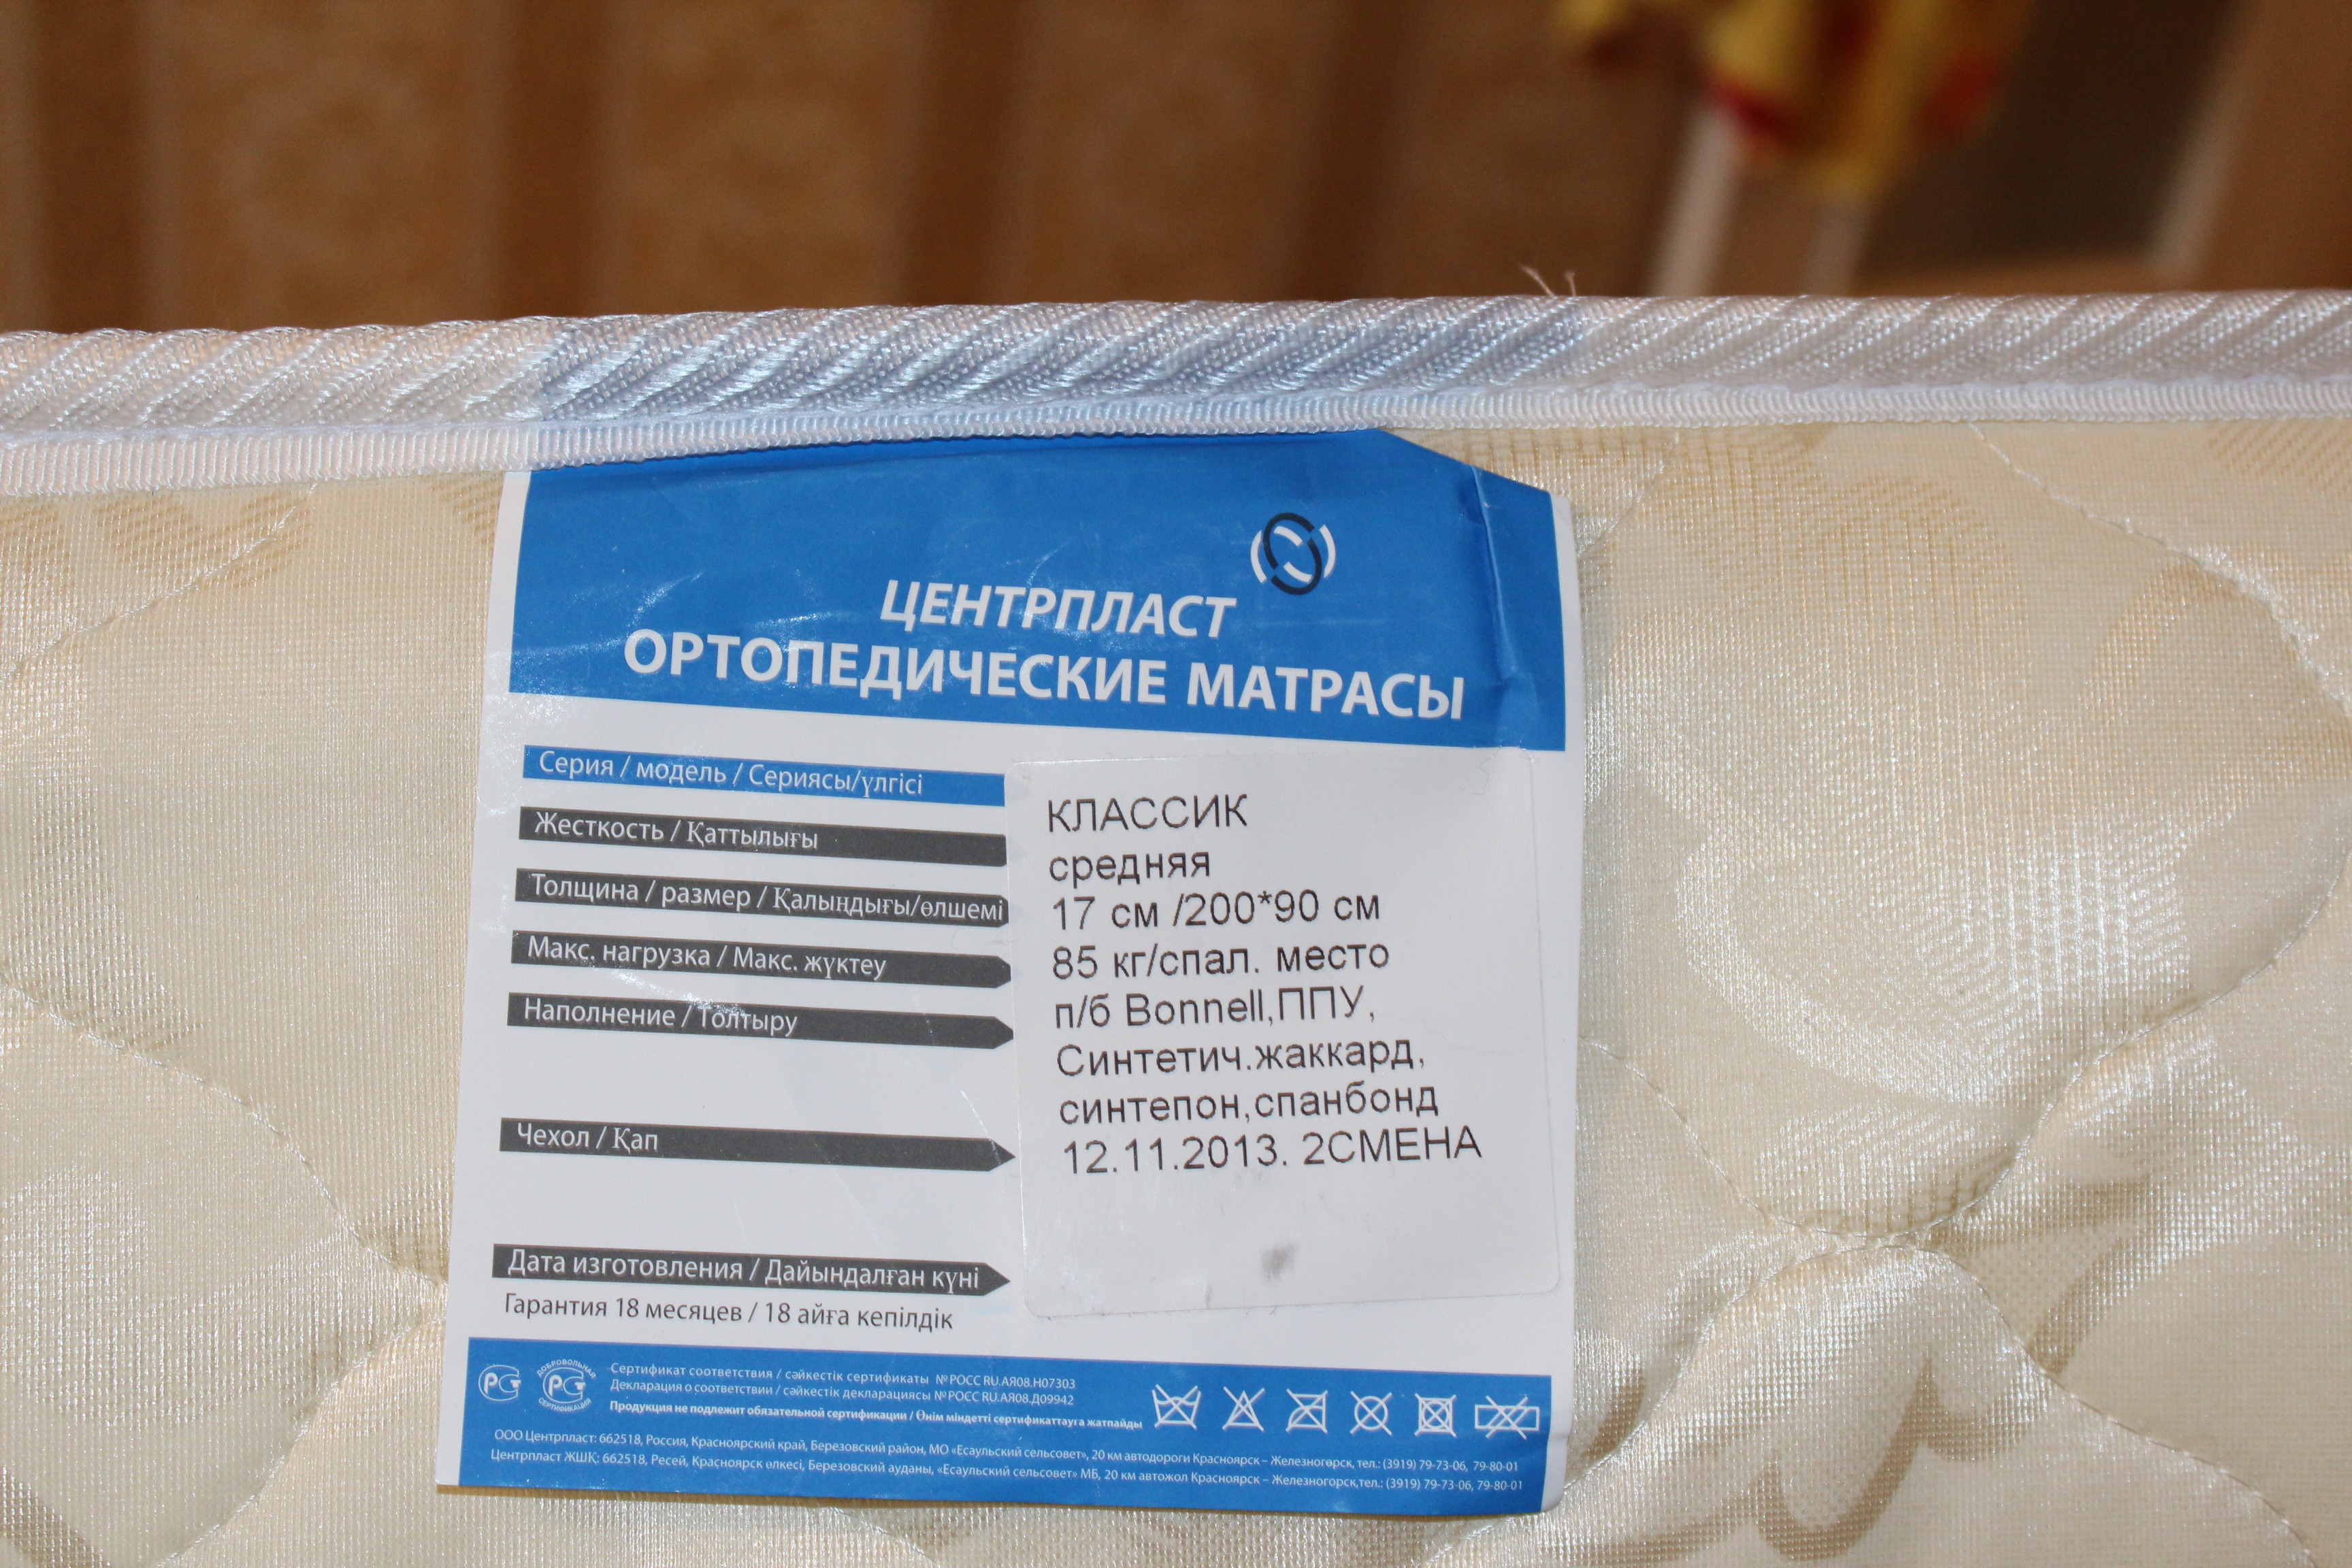 ЦЕНТРПЛАСТ
ОРТОПЕДИЧЕСКИЕ МАТРАСЫ
Серия / модель / Сериясы/үлгісі
Жесткость / Қаттылығы
Толщина / размер / Қалыңдығы/өлшемі
Макс. нагрузка / Макс. жүктеу
Наполнение / Толтыру
Чехол / Қап
Дата изготовления / Дайындалған күні
Гарантия 18 месяцев / 18 айға кепілдік
КЛАССИК
средняя
17 см /200*90 см
85 кг/спал. место
п/б Bonnell,ППУ,
Синтетич.жаккард,
синтепон,спанбонд
12.11.2013. 2СМЕНА
ДОБРОВОЛЬНАЯ
СЕРТИФИКАЦИЯ
Сертификат соответствия / сәйкестік сертификаты №РОСС RU.АЯ08.Н07303
Декларация о соответствии / сәйкестік декларациясы №РОСС RU.АЯ08.Д09942
Продукция не подлежит обязательной сертификации / Өнім міндетті сертификаттауға жатпайды
ООО Центрпласт: 662518, Россия, Красноярский край, Березовский район, МО «Есаульский сельсовет», 20 км автодороги Красноярск – Железногорск, тел.: (3919) 79-73-06, 79-80-01
Центрпласт ЖШҚ: 662518, Ресей, Красноярск өлкесі, Березовский ауданы, «Есаульский сельсовет» МБ, 20 км автожол Красноярск – Железногорск,тел.: (3919) 79-73-06, 79-80-01